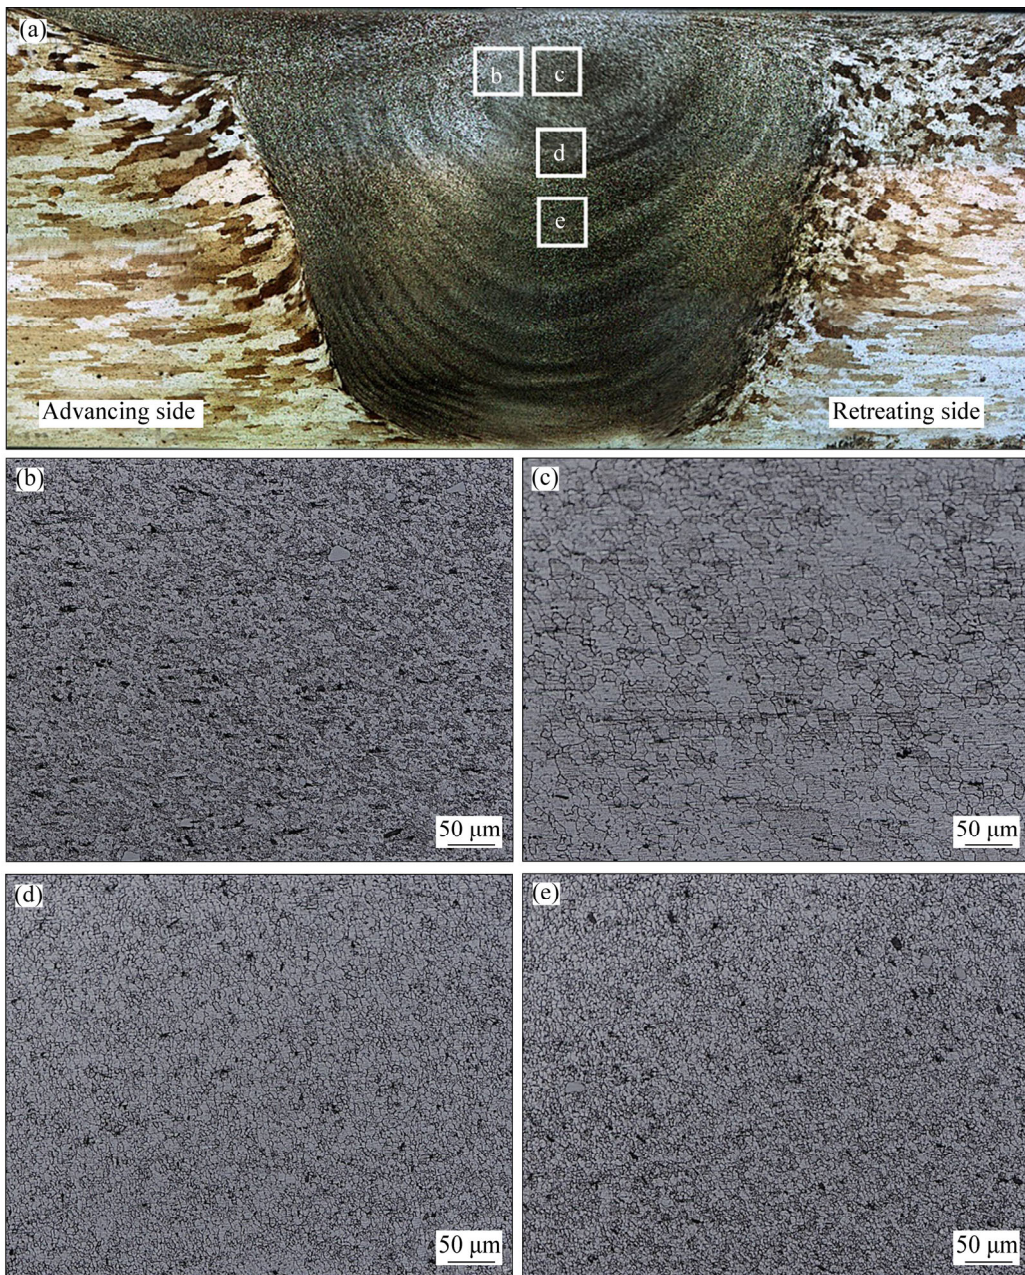 (a)
b
c
d
e
Advancing side
Retreating side
(b)
50 μm
(c)
50 μm
(d)
50 μm
(e)
50 μm